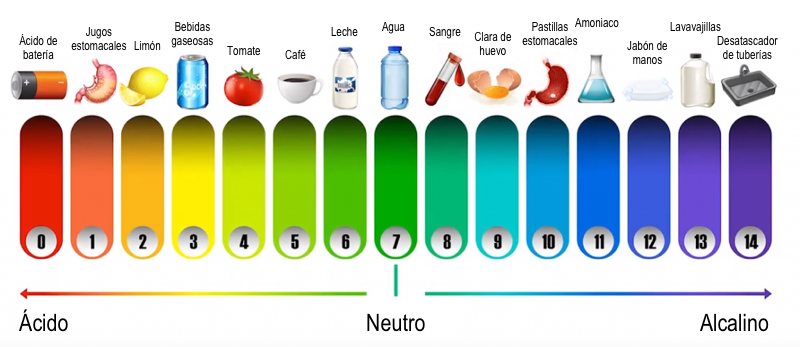 Ácido de
batería
Jugos
estomacales
Limón
Bebidas
gaseosas
Tomate
Café
Leche
Agua
Sangre
Clara de
huevo
Pastillas
estomacales
Amoniaco
Jabón de
manos
Lavavajillas
Desatascador
de tuberías
0 1 2 3 4 5 6 7 8 9 10 11 12 13 14
Ácido
Neutro
Alcalino